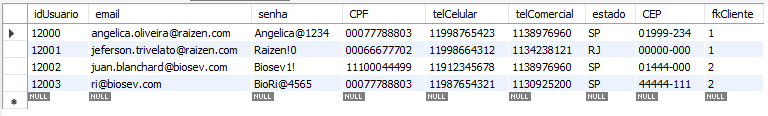 idUsuario email senha CPF telCelular telComercial estado CEP fkCliente
12000 angelica.oliveira@raizen.com Angelica@1234 00077788803 11998765423 1138976960 SP 01999-234 1
12001 jeferson.trivelato@raizen.com Raizen!0 00066677702 11998664312 1134238121 RJ 00000-000 1
12002 juan.blanchard@biosev.com Biosev1! 11100044499 11912345678 1138976960 SP 01444-000 2
12003 ri@biosev.com BioRi@4565 00077788803 11987654321 1130925200 SP 44444-111 2
NULL NULL NULL NULL NULL NULL NULL NULL NULL